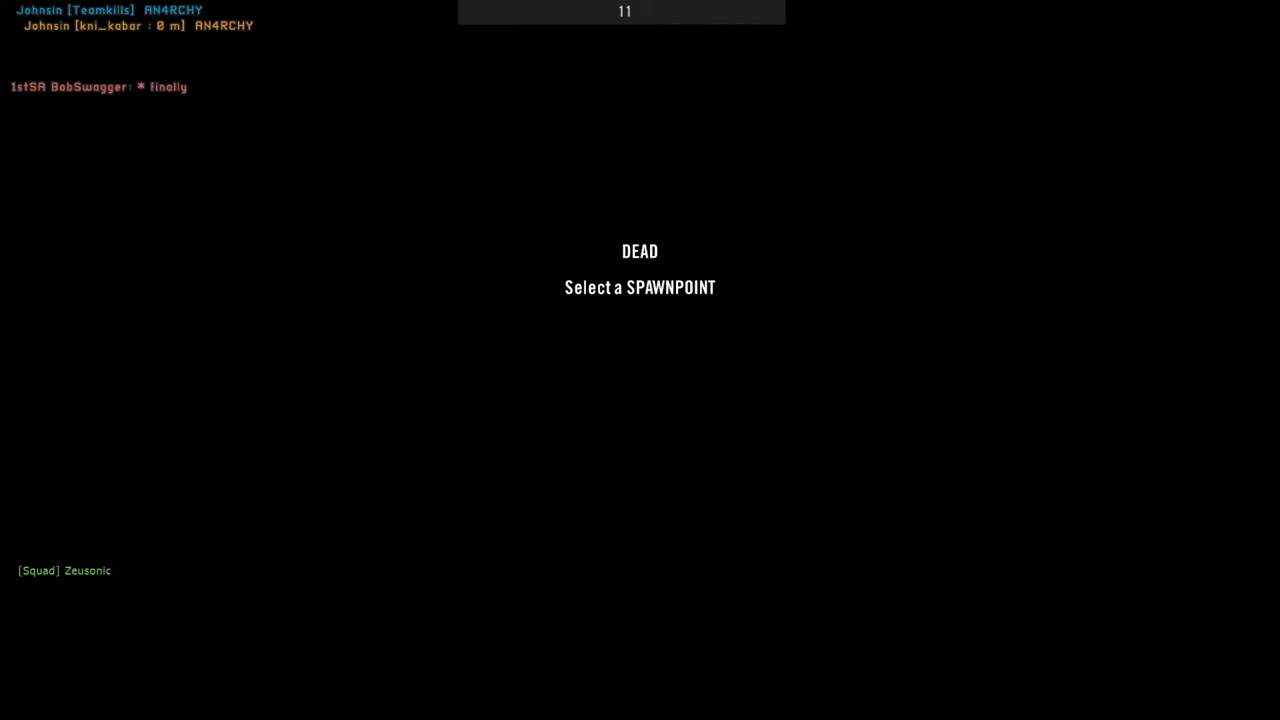 Johnsin [Teamkills] AN4RCHY
11
Johnsin [kni_kabar : 0 m] AN4RCHY
1stSA BobSwagger: * finally
DEAD
Select a SPAWNPOINT
[Squad] Zeusonic